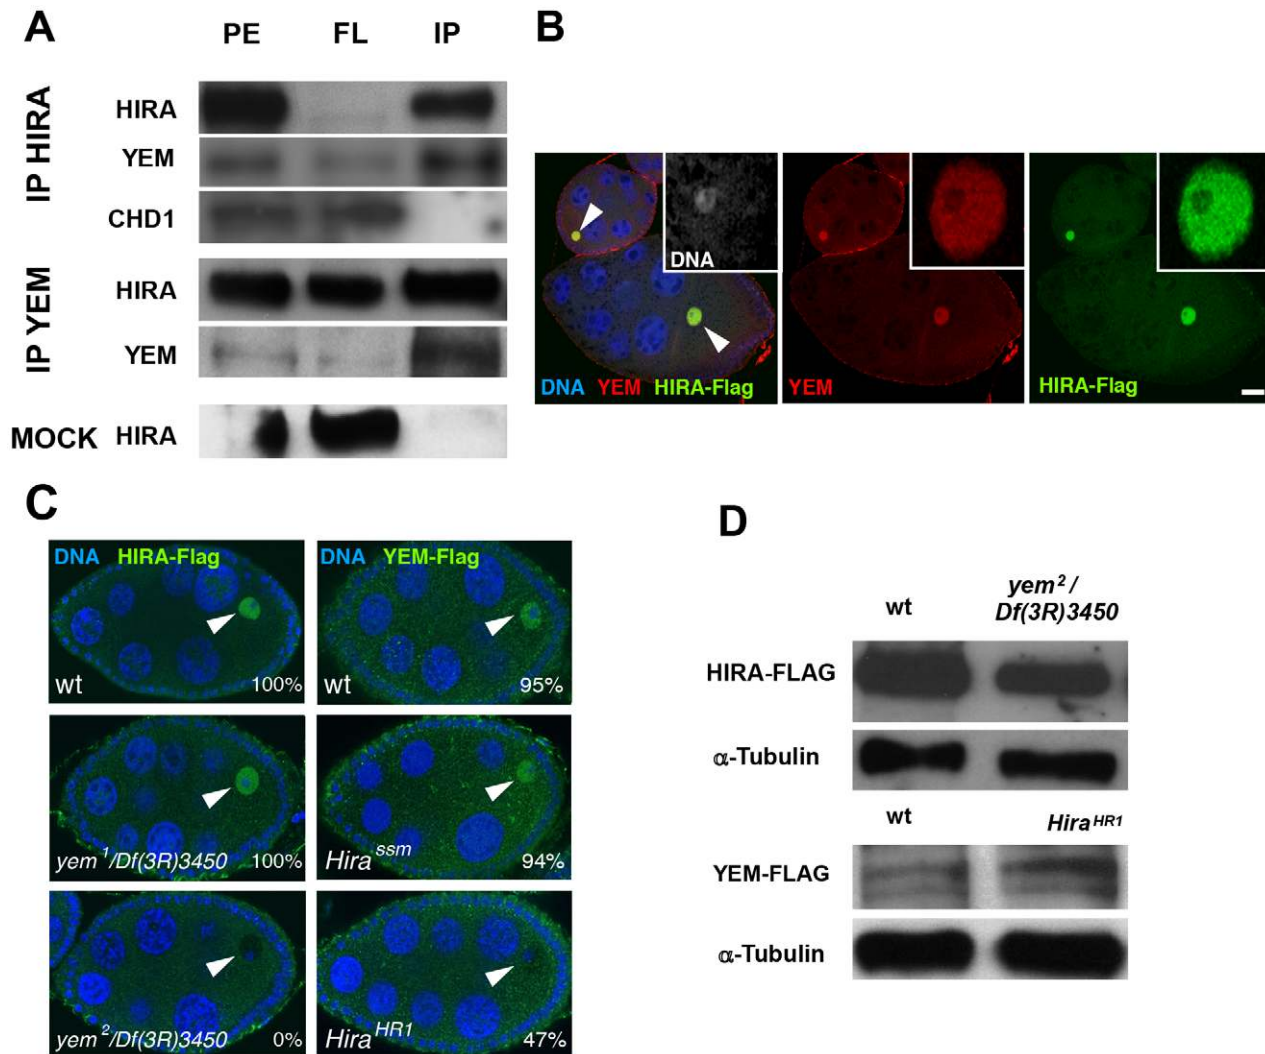 A
PE FL IP
IP HIRA
HIRA
YEM
CHD1
IP YEM
HIRA
YEM
MOCK HIRA
B
DNA
DNA YEM HIRA-Flag
YEM
HIRA-Flag
C
DNA HIRA-Flag
wt 100%
DNA YEM-Flag
95%
yem1/Df(3R)3450 100%
Hira ssm 94%
yem2/Df(3R)3450 0%
Hira HR1 47%
D
wt yem2 / Df(3R)3450
HIRA-FLAG
α-Tubulin
wt HiraHR1
YEM-FLAG
α-Tubulin